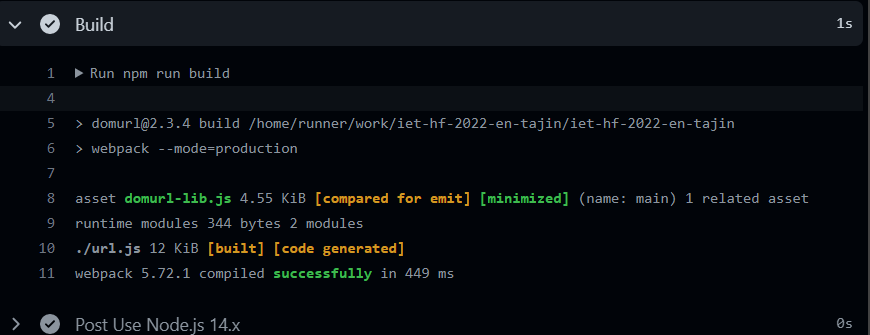 Build 1s
1 Run npm run build
4
5 > domurl@2.3.4 build /home/runner/work/iet-hf-2022-en-tajin/iet-hf-2022-en-tajin
6 > webpack --mode=production
7
8 asset domurl-lib.js 4.55 KiB [compared for emit] [minimized] (name: main) 1 related asset
9 runtime modules 344 bytes 2 modules
10 ./url.js 12 KiB [built] [code generated]
11 webpack 5.72.1 compiled successfully in 449 ms
Post Use Node.js 14.x 0s